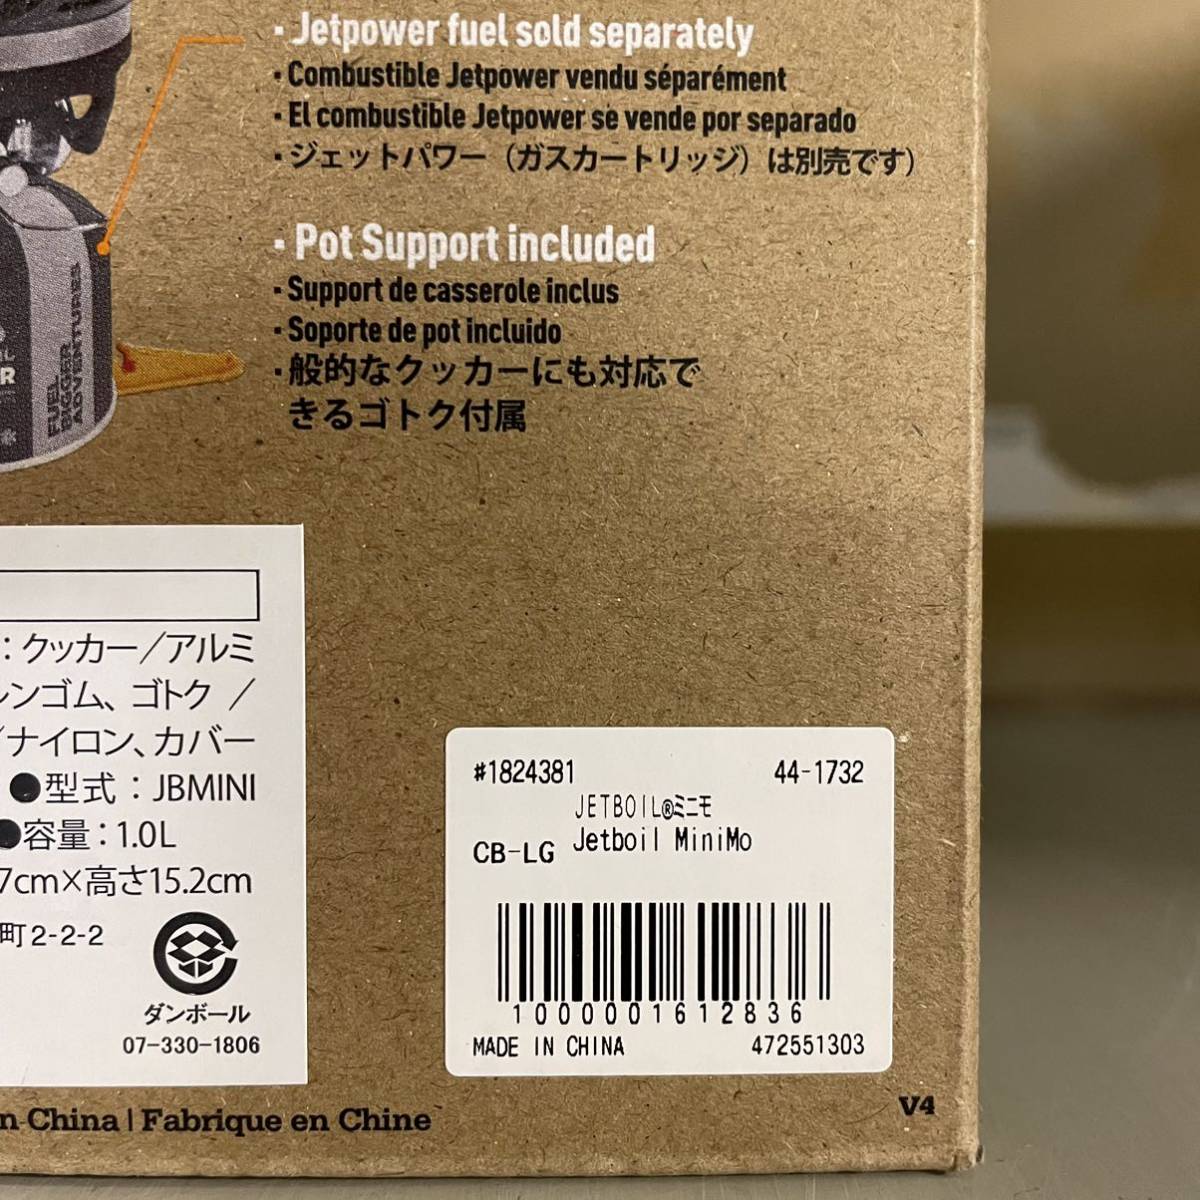 · Jetpower fuel sold separately
· Combustible Jetpower vendu séparément
· El combustible Jetpower se vende por separado
· ジェットパワー（ガスカートリッジ）は別売です）
· Pot Support included
· Support de casserole inclus
· Soporte de pot incluido
· 般的なクッカーにも対応で
きるゴトク付属
FUEL
BIGGER
ADVENTURES
：クッカー／アルミ
ンゴム、ゴトク /
ナイロン、カバー
●型式：JBMINI
●容量：1.0L
7cm×高さ15.2cm
町2-2-2
ダンボール
07-330-1806
#1824381 44-1732
JETBOIL®ミニモ
CB-LG Jetboil MiniMo
1000001612836
MADE IN CHINA 472551303
n China | Fabrique en Chine
V4